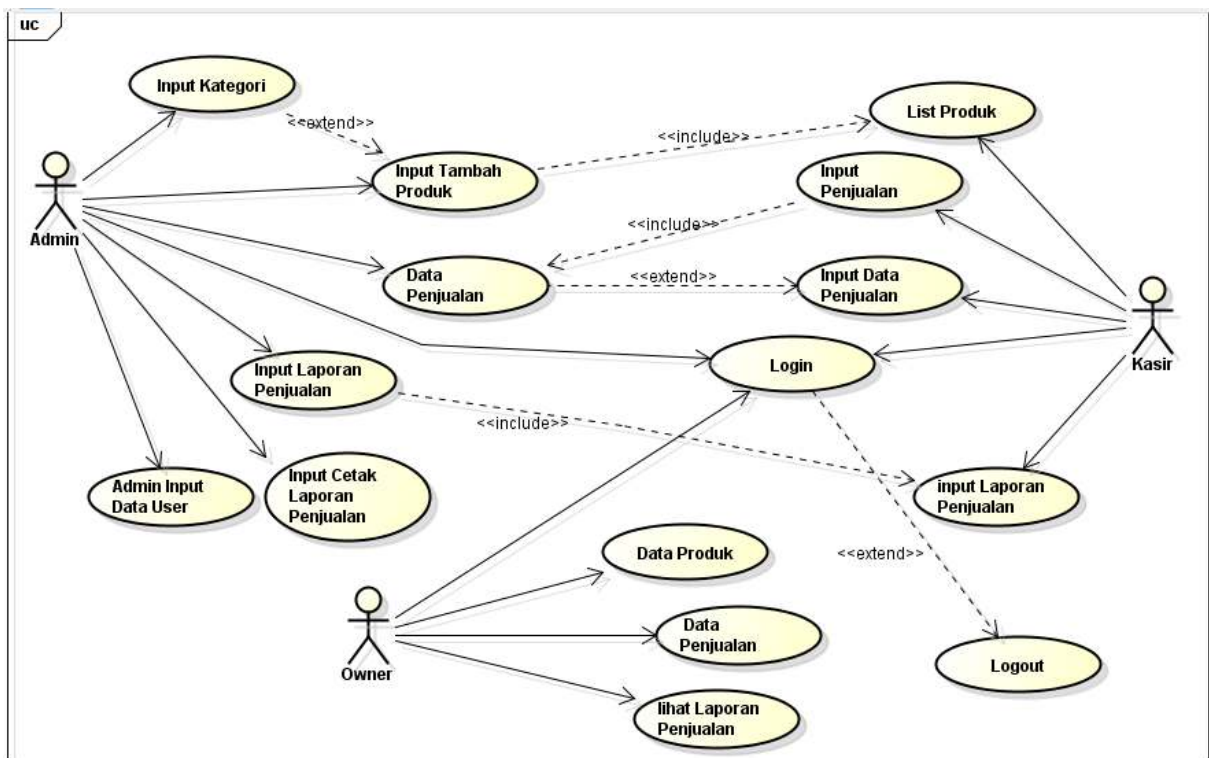 uc
Input Kategori
List Produk
<<extend>>
<<include>>
Input Tambah
Produk
Input
Penjualan
Admin
<<include>>
Data
Penjualan
<<extend>>
Input Data
Penjualan
Login
Kasir
Input Laporan
Penjualan
<<include>>
Admin Input
Data User
Input Cetak
Laporan
Penjualan
input Laporan
Penjualan
Data Produk
<<extend>>
Owner
Data
Penjualan
Logout
lihat Laporan
Penjualan